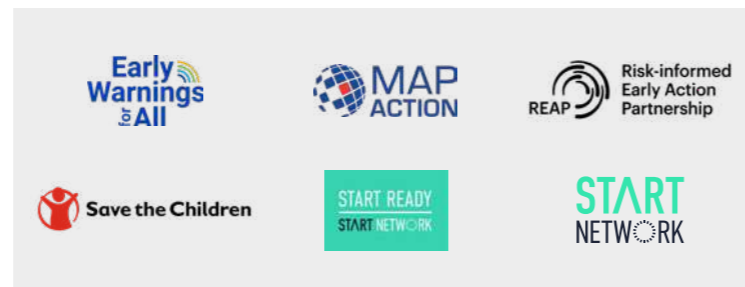 Early
Warnings
for All
MAP
ACTION
REAP
Risk-informed
Early Action
Partnership
Save the Children
START READY
START NETWORK
START
NETWORK